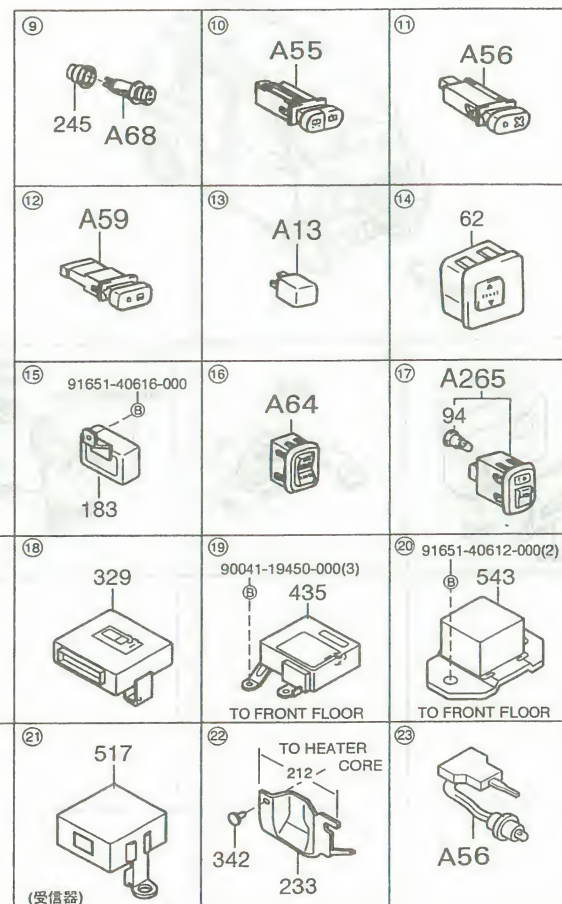 ⑨
245
A68
⑩
A55
⑪
A56
⑫
A59
⑬
A13
⑭
62
⑮
91651-40616-000
B
183
⑯
A64
⑰
A265
94
⑱
329
⑲
90041-19450-000(3)
B
435
TO FRONT FLOOR
⑳
91651-40612-000(2)
B
543
TO FRONT FLOOR
㉑
517
(受信器)
㉒
TO HEATER
CORE
212
342
233
㉓
A56